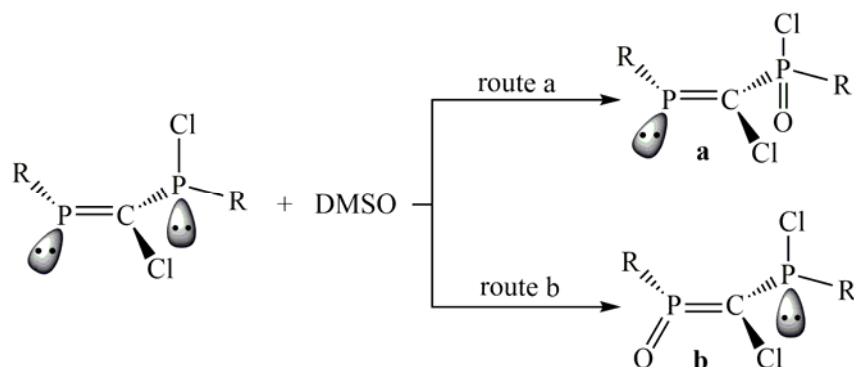 R P C Cl P Cl R + DMSO
route a
R P C Cl P Cl O R
a
route b
R P O C Cl P Cl R
b